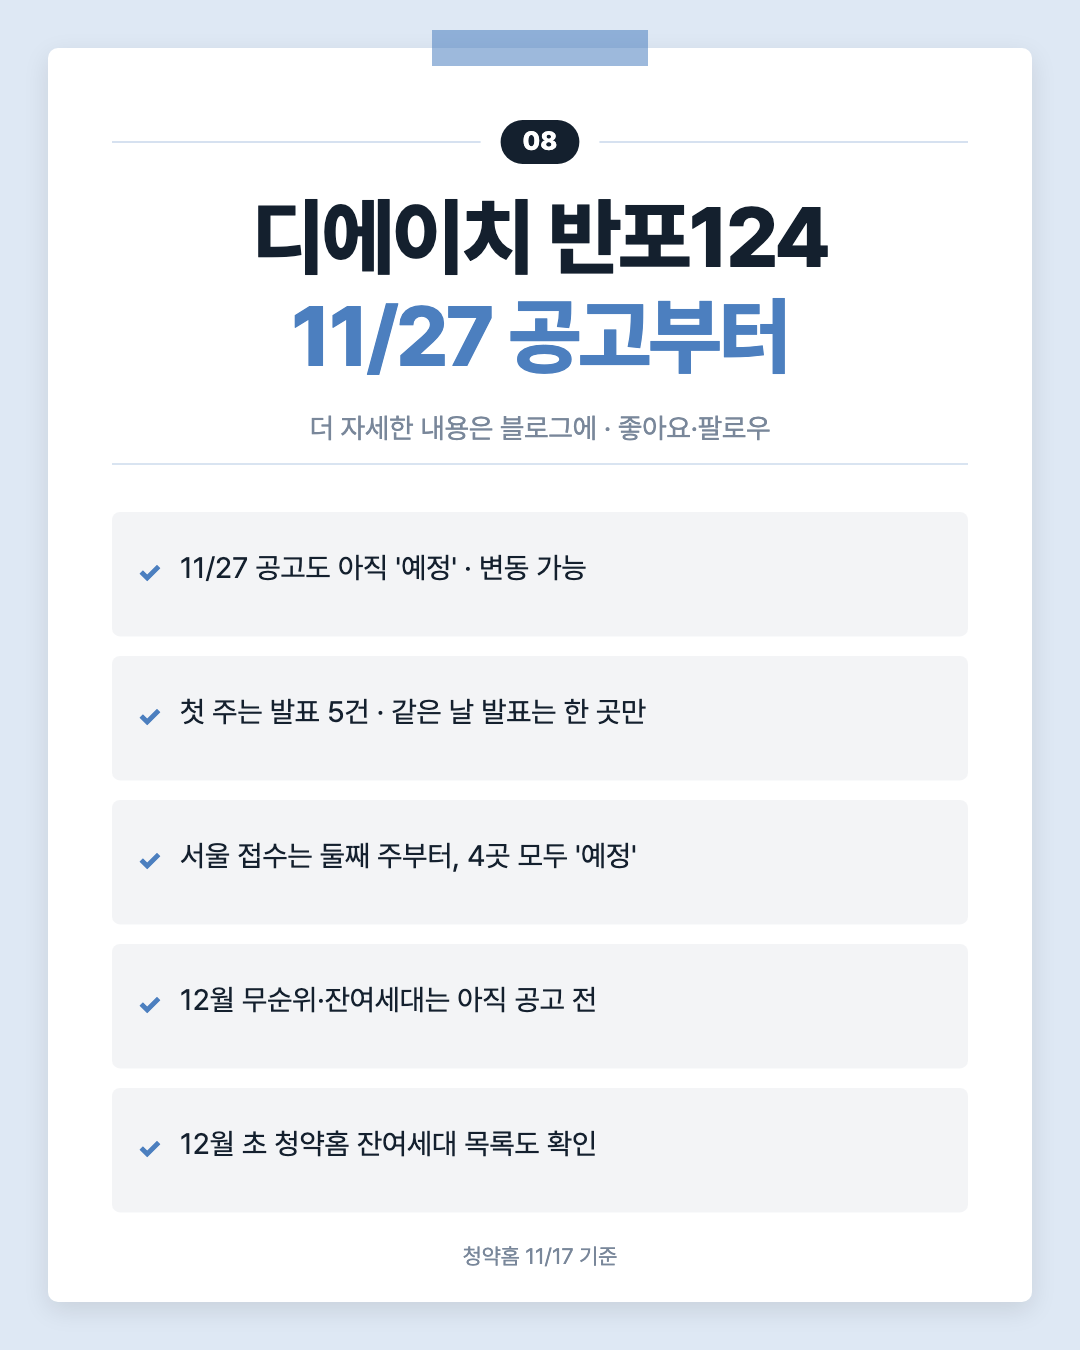 08
디에이치 반포124
11/27 공고부터
더 자세한 내용은 블로그에 · 좋아요·팔로우
11/27 공고도 아직 '예정' · 변동 가능
첫 주는 발표 5건 · 같은 날 발표는 한 곳만
서울 접수는 둘째 주부터, 4곳 모두 '예정'
12월 무순위·잔여세대는 아직 공고 전
12월 초 청약홈 잔여세대 목록도 확인
청약홈 11/17 기준